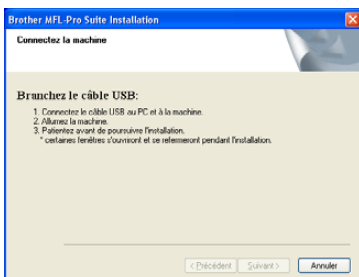 Brother MFL-Pro Suite Installation
Connectez la machine
Branchez le câble USB:
1. Connectez le câble USB au PC et à la machine.
2. Allumez la machine.
3. Patientez avant de poursuivre l'installation.
* certaines fenêtres s'ouvriront et se refermeront pendant l'installation.
< Précédent Suivant > Annuler